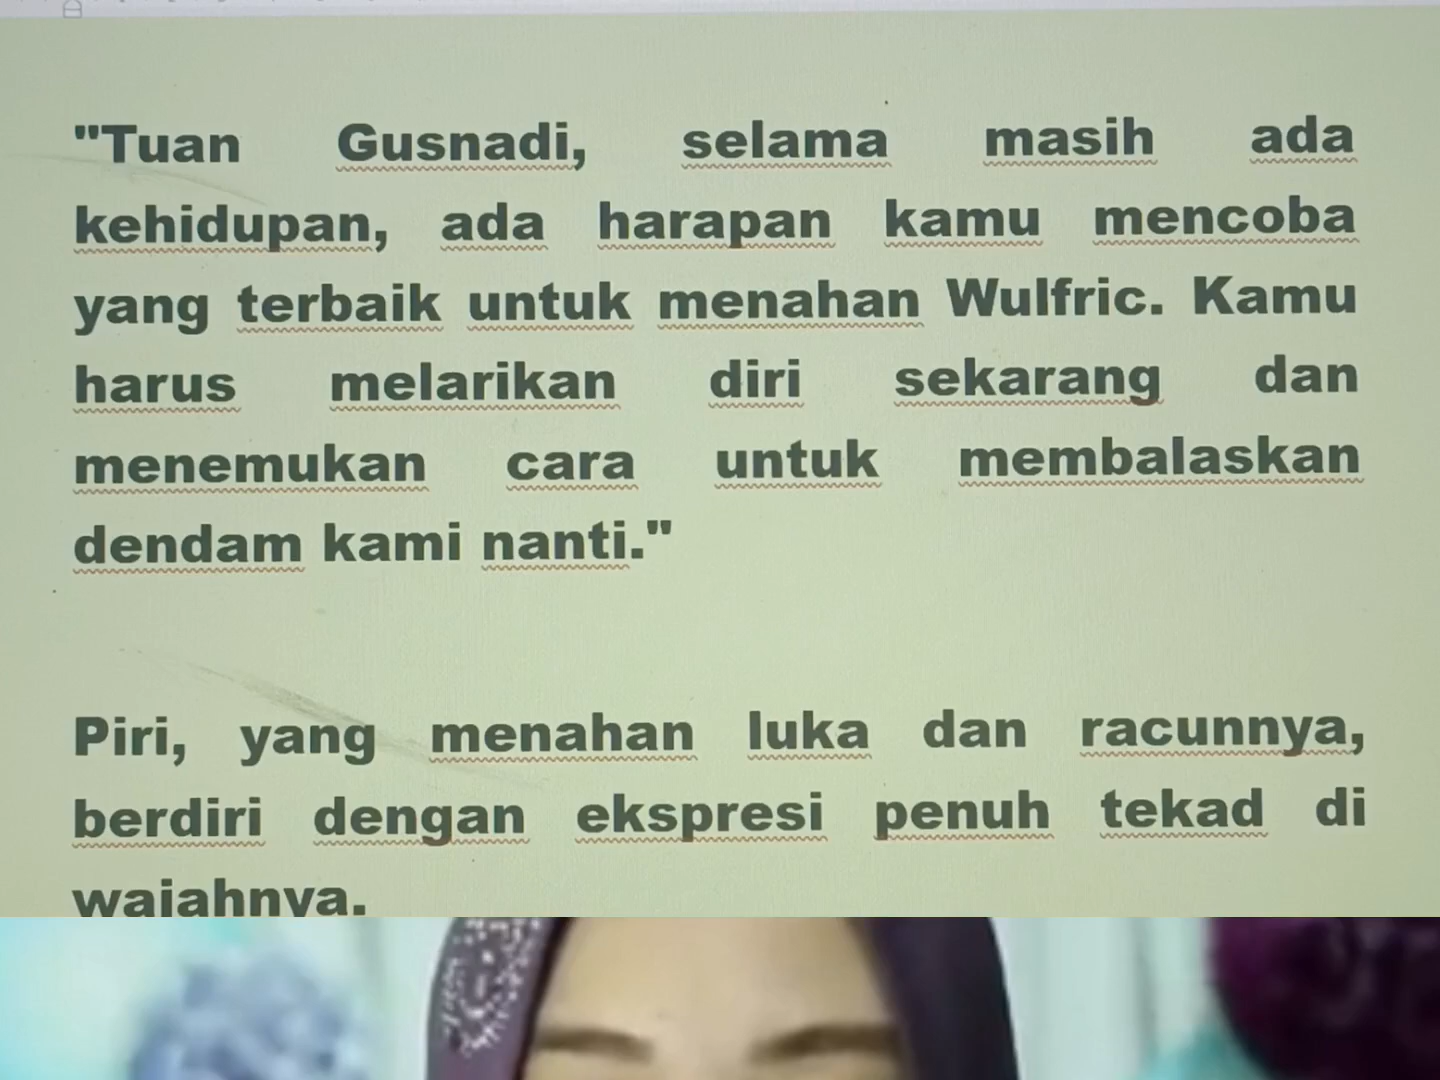 "Tuan Gusnadi, selama masih ada
kehidupan, ada harapan kamu mencoba
yang terbaik untuk menahan Wulfric. Kamu
harus melarikan diri sekarang dan
menemukan cara untuk membalaskan
dendam kami nanti."
Piri, yang menahan luka dan racunnya,
berdiri dengan ekspresi penuh tekad di
wajahnya.